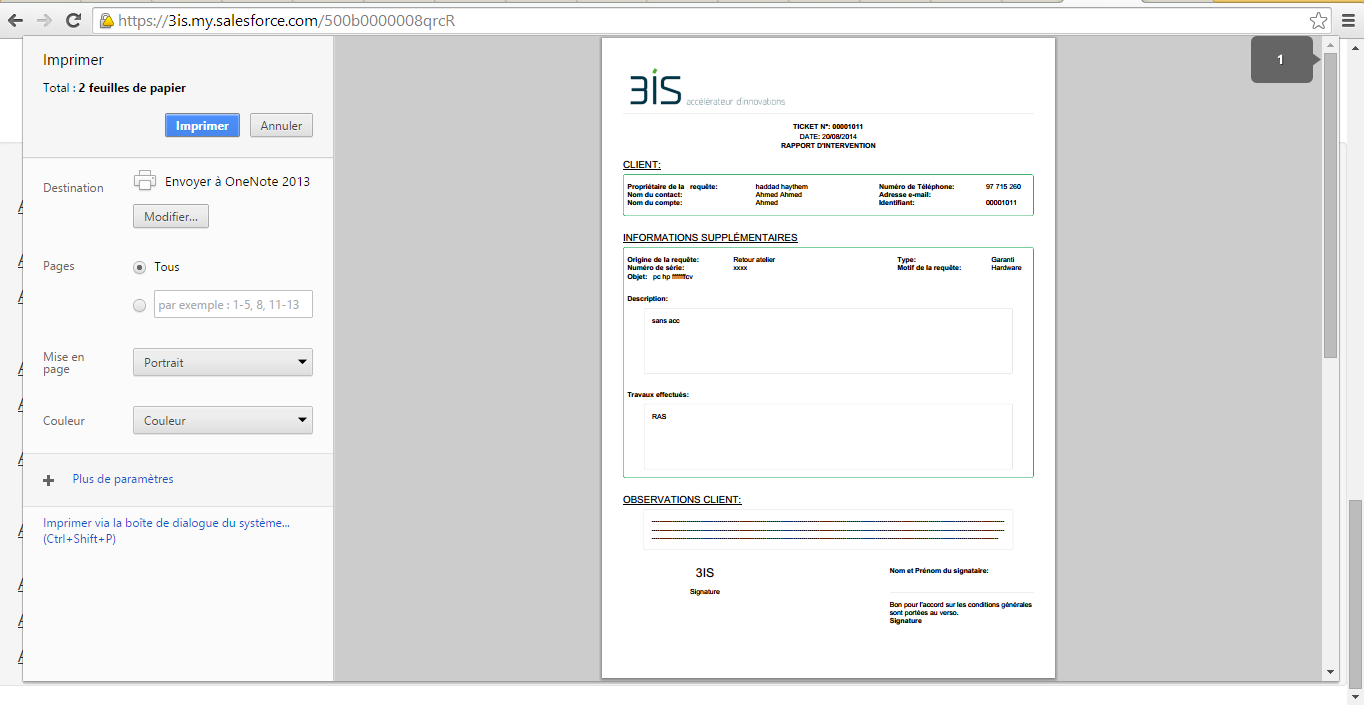 https://3is.my.salesforce.com/500b0000008qrcR
Imprimer
Total : 2 feuilles de papier
Imprimer
Annuler
Destination
Envoyer à OneNote 2013
Modifier...
Pages
Tous
par exemple : 1-5, 8, 11-13
Mise en
page
Portrait
Couleur
Couleur
Plus de paramètres
Imprimer via la boîte de dialogue du système...
(Ctrl+Shift+P)
1
3is accélérateur d'innovations
TICKET N°: 00001011
DATE: 20/08/2014
RAPPORT D'INTERVENTION
CLIENT:
Propriétaire de la requête: haddad haythem Numéro de Téléphone: 97 715 260
Nom du contact: Ahmed Ahmed Adresse e-mail:
Nom du compte: Ahmed Identifiant: 00001011
INFORMATIONS SUPPLÉMENTAIRES
Origine de la requête: Retour atelier Type: Garanti
Numéro de série: xxxx Motif de la requête: Hardware
Objet: pc hp
Description:
sans acc
Travaux effectués:
RAS
OBSERVATIONS CLIENT:
3IS
Signature
Nom et Prénom du signataire:
Bon pour l'accord sur les conditions générales
sont portées au verso.
Signature